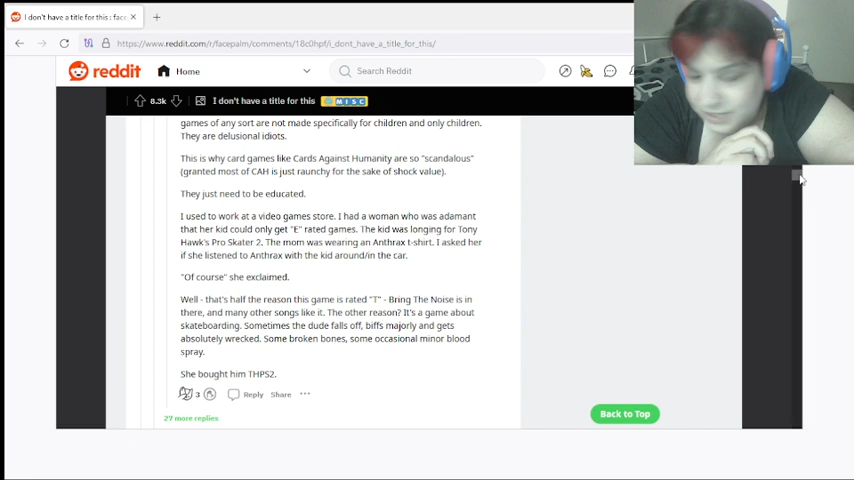 I don't have a title for this : face
https://www.reddit.com/r/facepalm/comments/18c0hpf/i_dont_have_a_title_for_this/
reddit
Home
Search Reddit
8.3k
I don't have a title for this
MISC
games of any sort are not made specifically for children and only children.
They are delusional idiots.
This is why card games like Cards Against Humanity are so "scandalous"
(granted most of CAH is just raunchy for the sake of shock value).
They just need to be educated.
I used to work at a video games store. I had a woman who was adamant
that her kid could only get "E" rated games. The kid was longing for Tony
Hawk's Pro Skater 2. The mom was wearing an Anthrax t-shirt. I asked her
if she listened to Anthrax with the kid around/in the car.
"Of course" she exclaimed.
Well - that's half the reason this game is rated "T" - Bring The Noise is in
there, and many other songs like it. The other reason? It's a game about
skateboarding. Sometimes the dude falls off, biffs majorly and gets
absolutely wrecked. Some broken bones, some occasional minor blood
spray.
She bought him THPS2.
3
Reply
Share
27 more replies
Back to Top